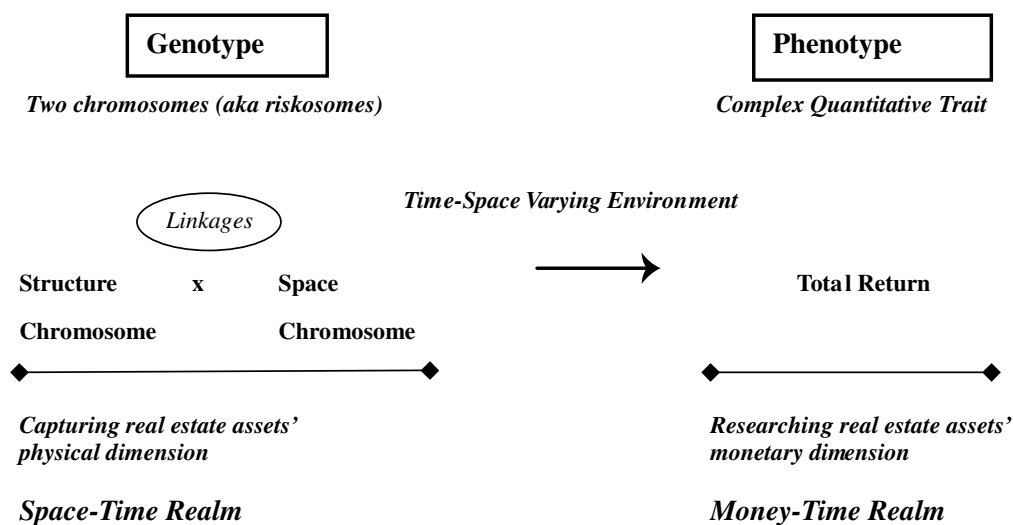 Genotype
Phenotype
Two chromosomes (aka riskosomes)
Complex Quantitative Trait
Time-Space Varying Environment
Linkages
Structure x Space
Total Return
Chromosome Chromosome
Capturing real estate assets’
physical dimension
Researching real estate assets’
monetary dimension
Space-Time Realm
Money-Time Realm